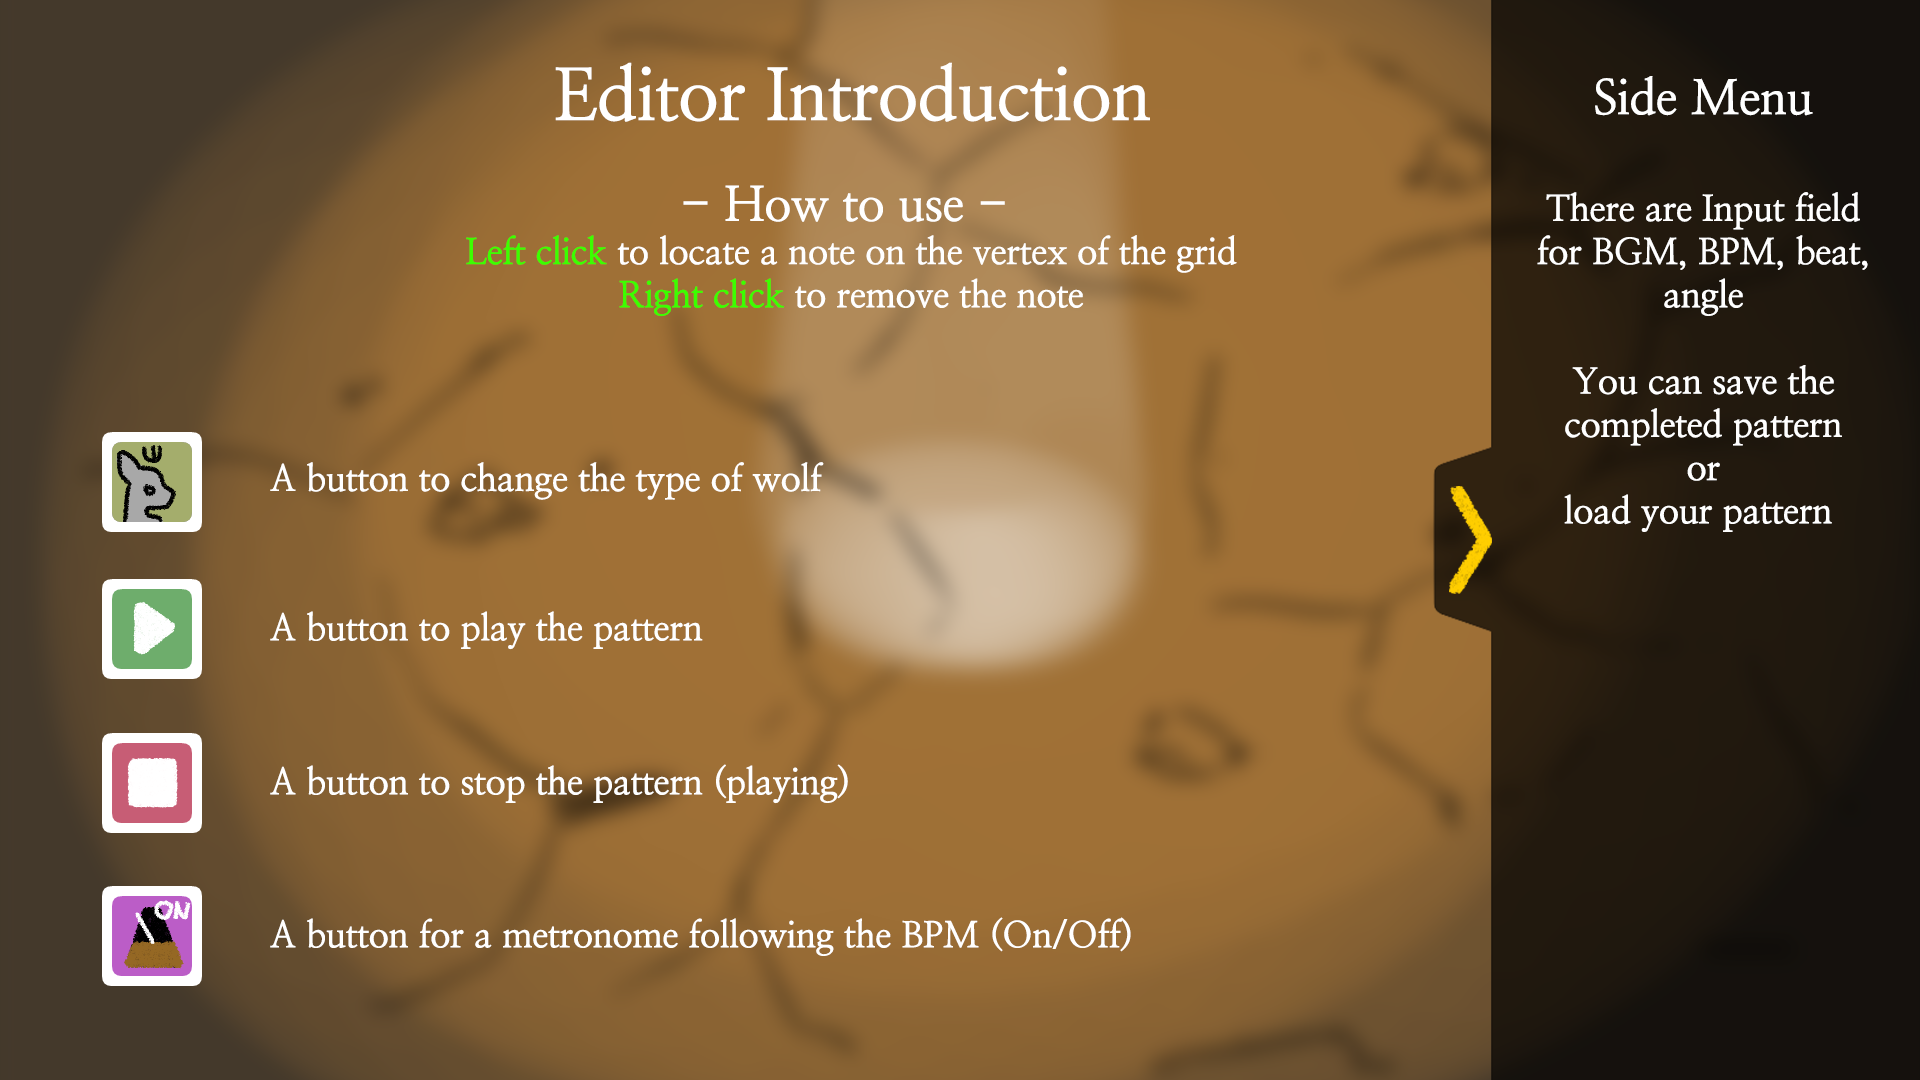 Editor Introduction
– How to use –
Left click to locate a note on the vertex of the grid
Right click to remove the note
A button to change the type of wolf
A button to play the pattern
A button to stop the pattern (playing)
ON
A button for a metronome following the BPM (On/Off)
Side Menu
There are Input field
for BGM, BPM, beat,
angle
You can save the
completed pattern
or
load your pattern